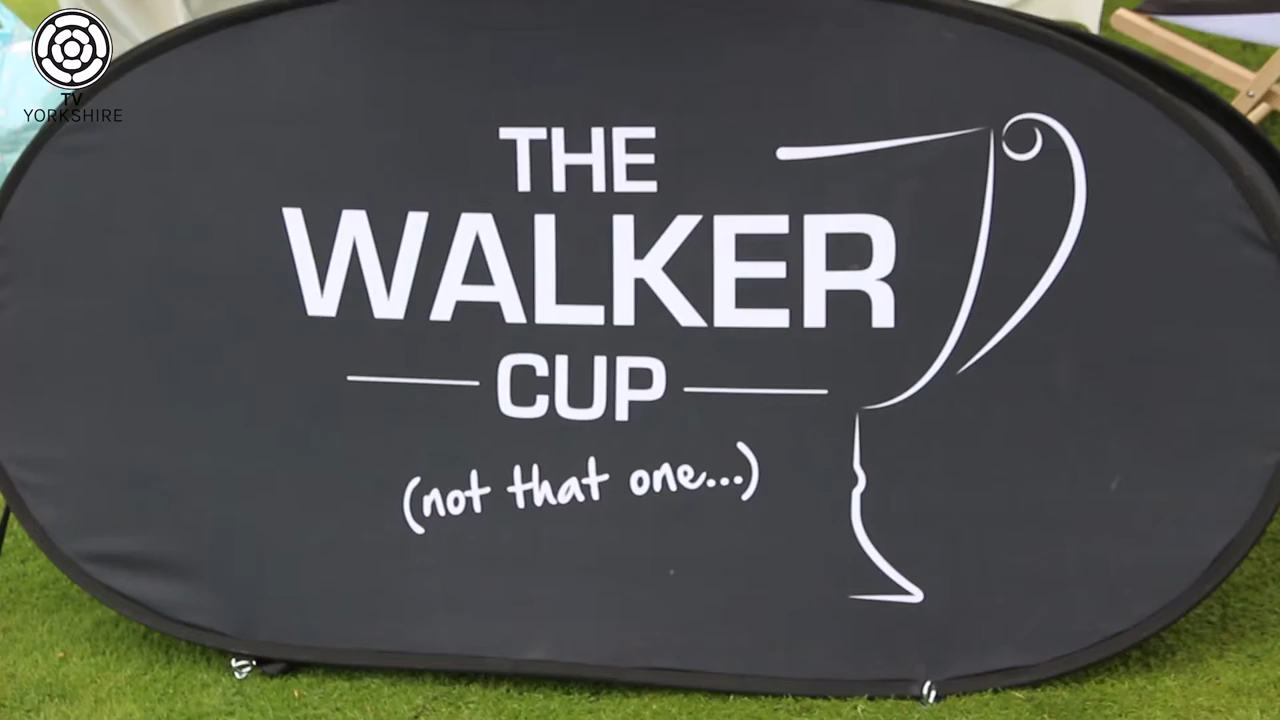 TV
YORKSHIRE
THE
WALKER
CUP
(not that one...)